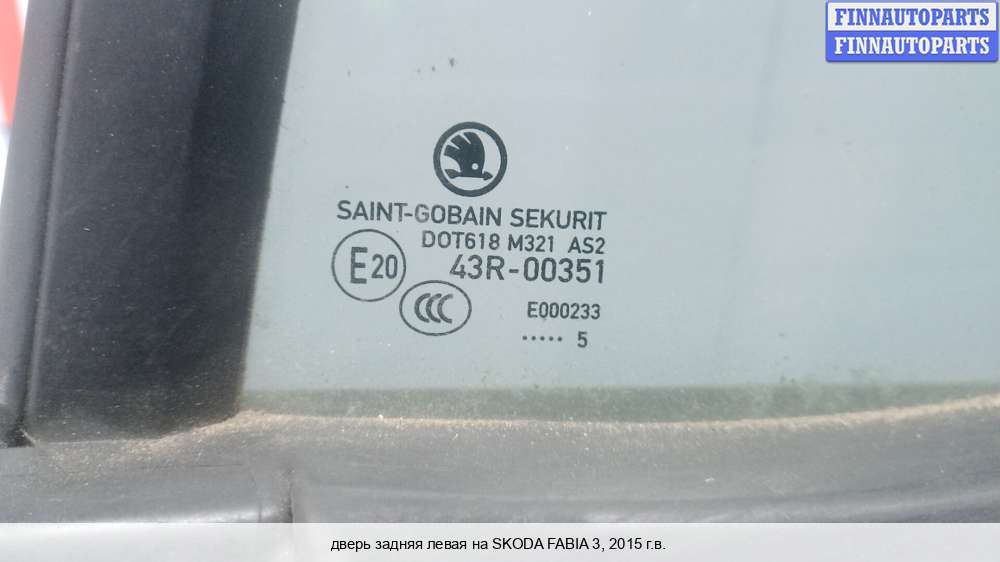 FINNAUTOPARTS
FINNAUTOPARTS
SAINT-GOBAIN SEKURIT
DOT618 M321 AS2
E20 43R-00351
CCC E000233
..... 5
дверь задняя левая на SKODA FABIA 3, 2015 г.в.